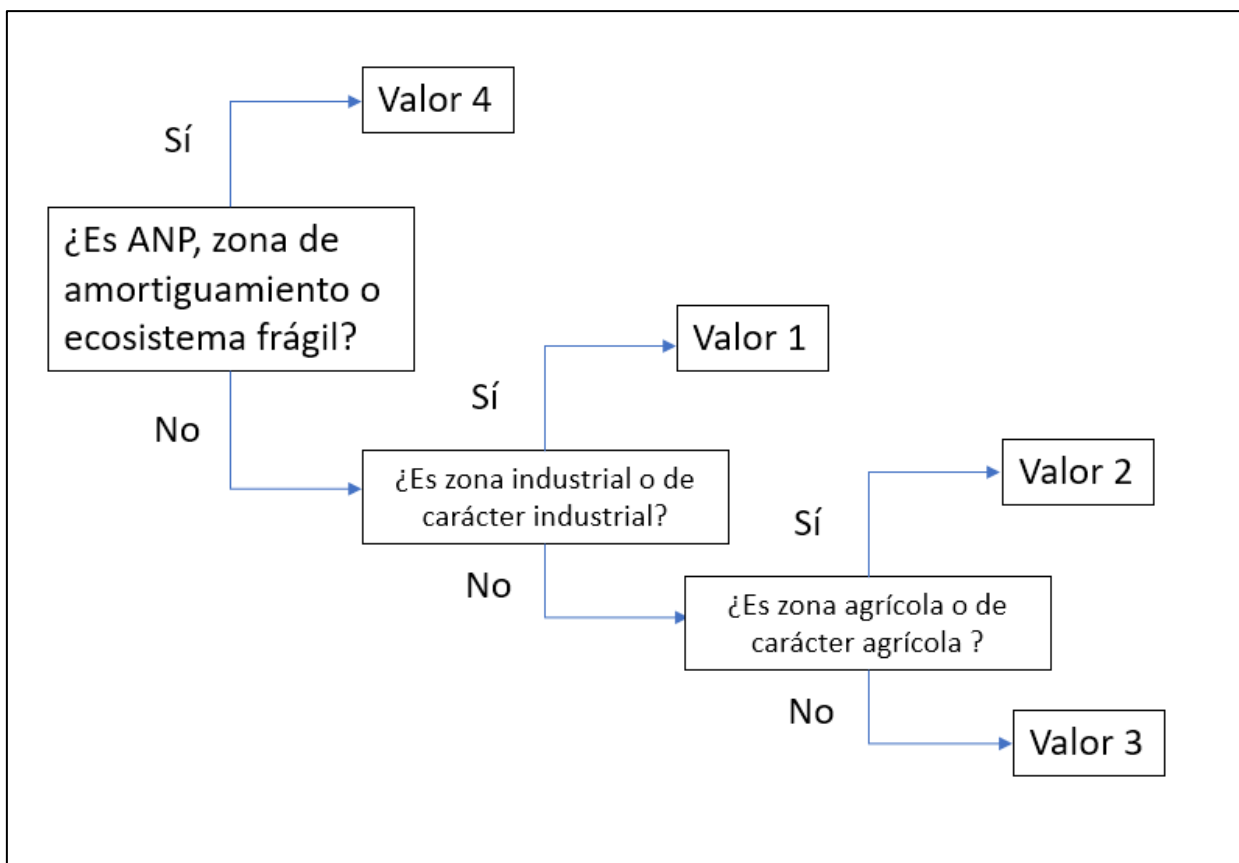 Valor 4
Sí
¿Es ANP, zona de
amortiguamiento o
ecosistema frágil?
No
Valor 1
Sí
¿Es zona industrial o de
carácter industrial?
No
Valor 2
Sí
¿Es zona agrícola o de
carácter agrícola ?
No
Valor 3